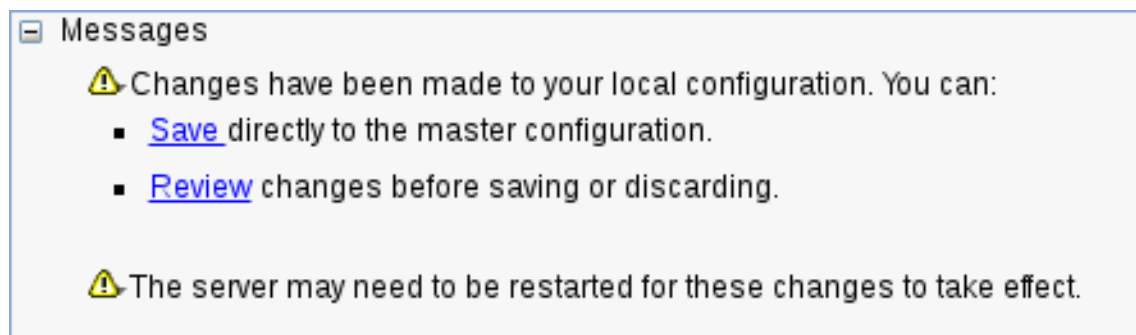 Messages
Changes have been made to your local configuration. You can:
Save directly to the master configuration.
Review changes before saving or discarding.
The server may need to be restarted for these changes to take effect.